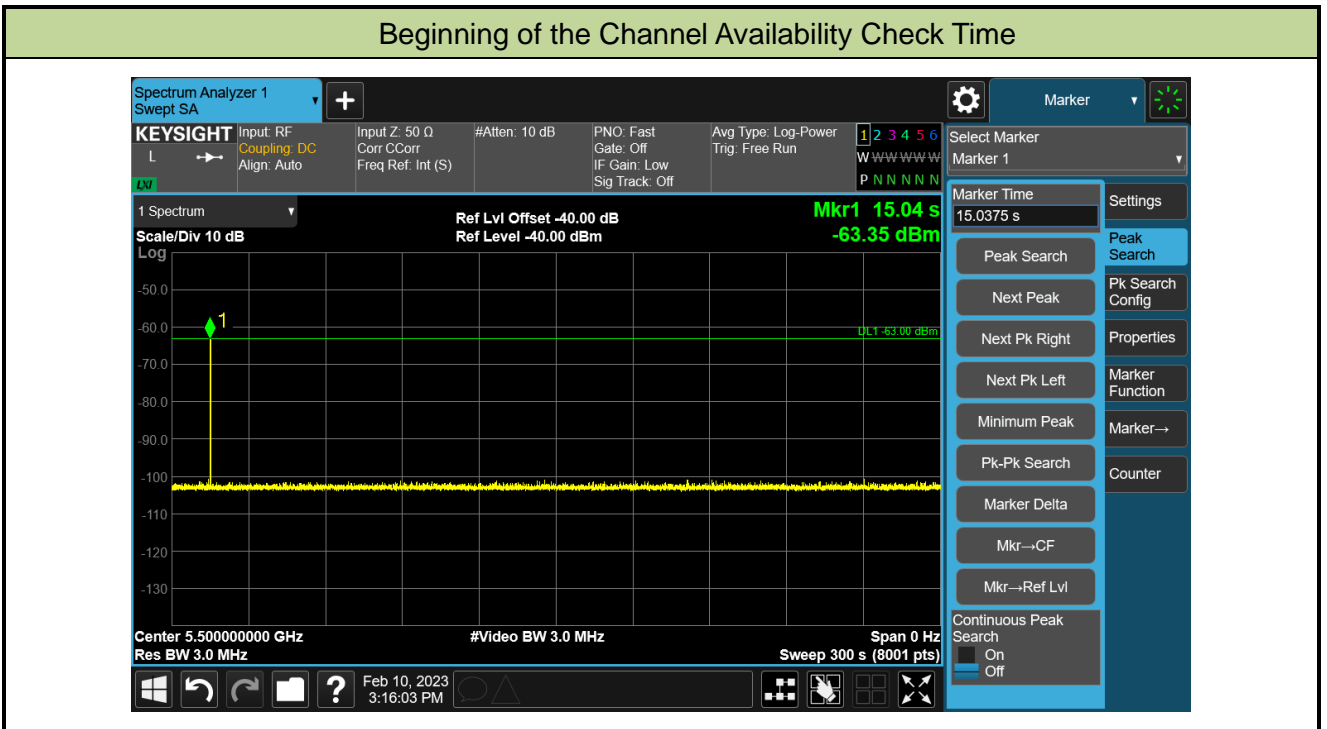 Beginning of the Channel Availability Check Time
Spectrum Analyzer 1
Swept SA
Marker
KEYSIGHT
L
LXI
Input: RF
Coupling: DC
Align: Auto
Input Z: 50 Ω
Corr CCorr
Freq Ref: Int (S)
#Atten: 10 dB
PNO: Fast
Gate: Off
IF Gain: Low
Sig Track: Off
Avg Type: Log-Power
Trig: Free Run
1 2 3 4 5 6
W W W W W W
P N N N N N
Select Marker
Marker 1
1 Spectrum
Scale/Div 10 dB
Log
Ref Lvl Offset -40.00 dB
Ref Level -40.00 dBm
Mkr1 15.04 s
-63.35 dBm
-50.0
-60.0
-70.0
-80.0
-90.0
-100
-110
-120
-130
1
DL1 -63.00 dBm
Center 5.500000000 GHz
Res BW 3.0 MHz
#Video BW 3.0 MHz
Span 0 Hz
Sweep 300 s (8001 pts)
Marker Time
15.0375 s
Peak Search
Next Peak
Next Pk Right
Next Pk Left
Minimum Peak
Pk-Pk Search
Marker Delta
Mkr→CF
Mkr→Ref Lvl
Continuous Peak
Search
On
Off
Settings
Peak
Search
Pk Search
Config
Properties
Marker
Function
Marker→
Counter
?
Feb 10, 2023
3:16:03 PM